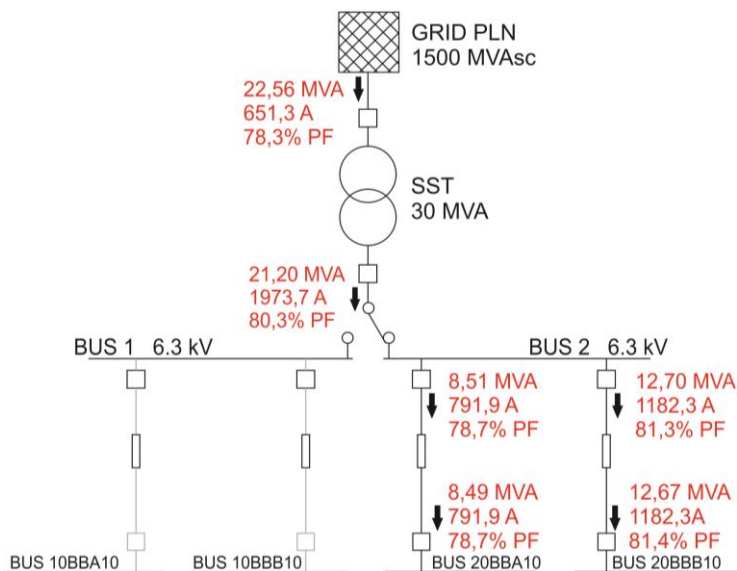 GRID PLN
1500 MVAsc
22,56 MVA
651,3 A
78,3% PF
SST
30 MVA
21,20 MVA
1973,7 A
80,3% PF
BUS 1 6.3 kV
BUS 2 6.3 kV
8,51 MVA
791,9 A
78,7% PF
12,70 MVA
1182,3 A
81,3% PF
8,49 MVA
791,9 A
78,7% PF
12,67 MVA
1182,3A
81,4% PF
BUS 10BBA10
BUS 10BBB10
BUS 20BBA10
BUS 20BBB10